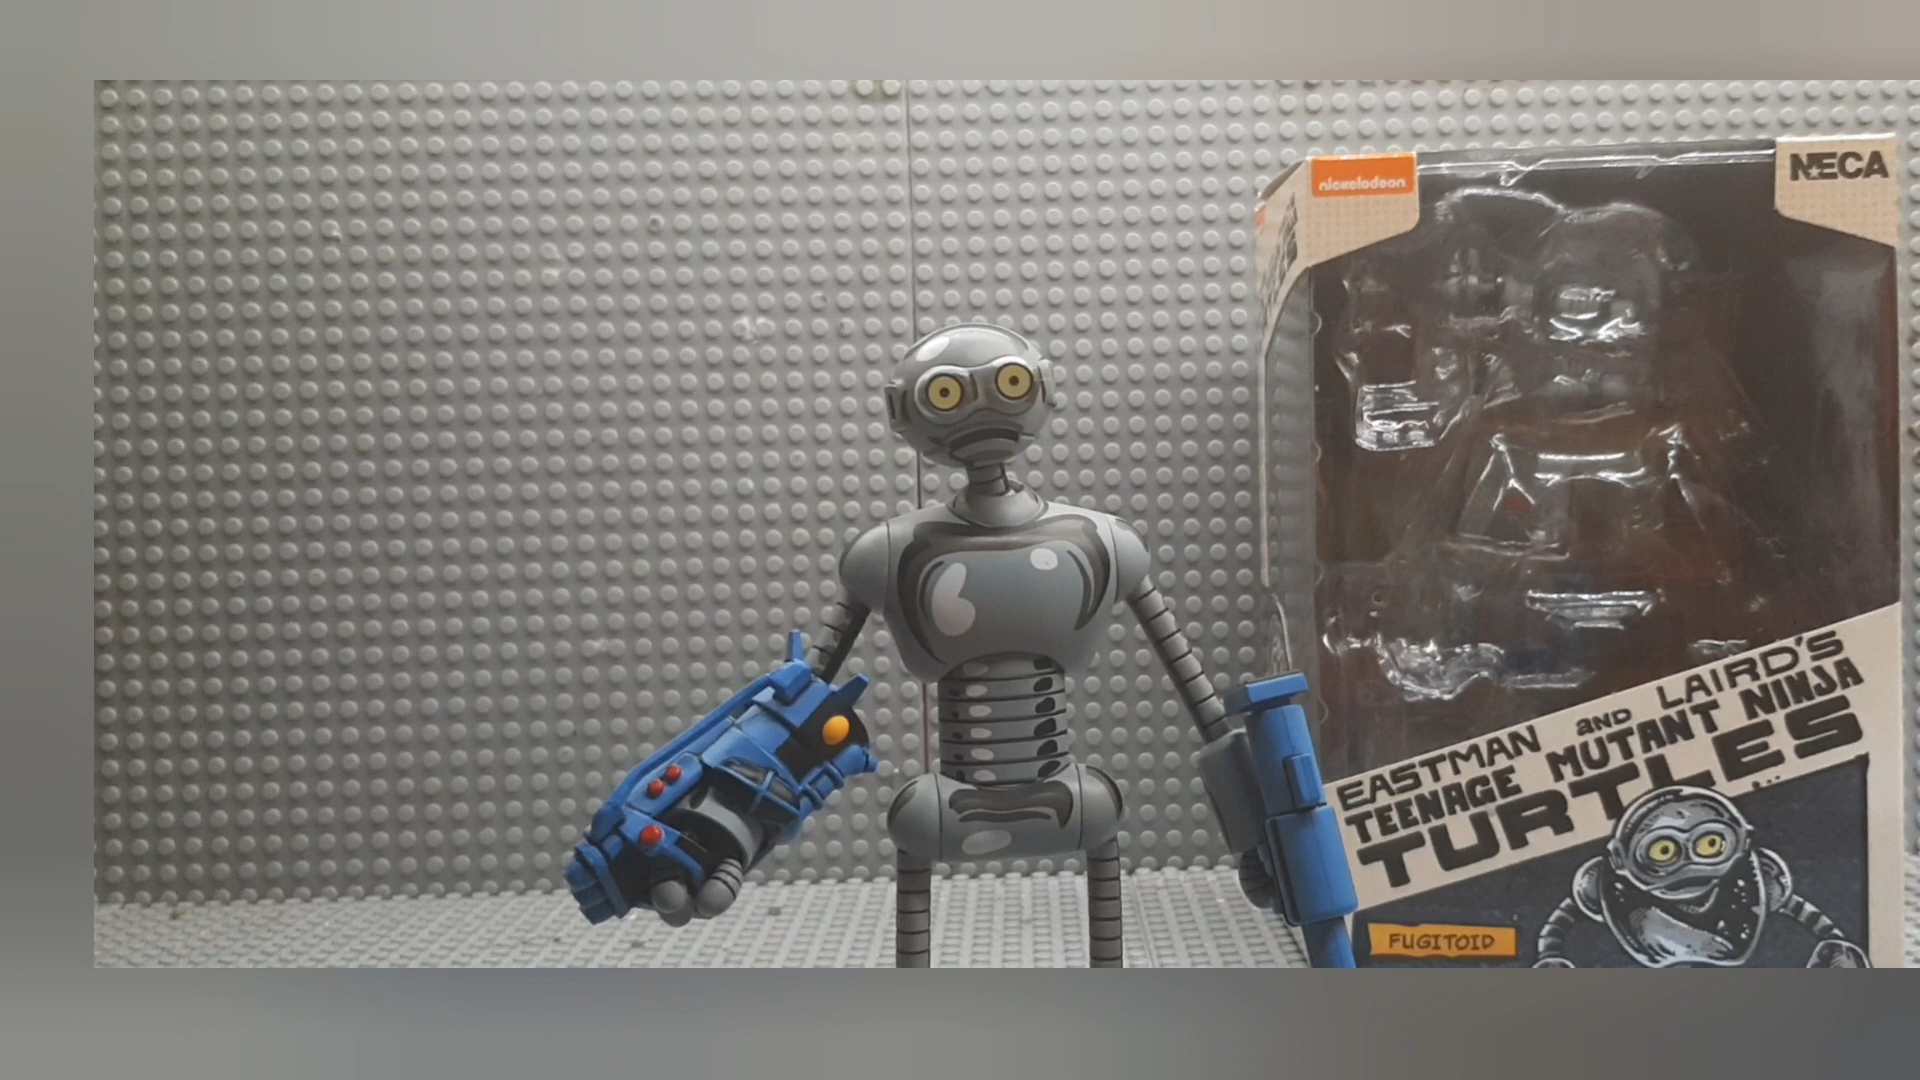 nickelodeon
NECA
EASTMAN AND LAIRD'S
TEENAGE MUTANT NINJA
TURTLES
FUGITOID